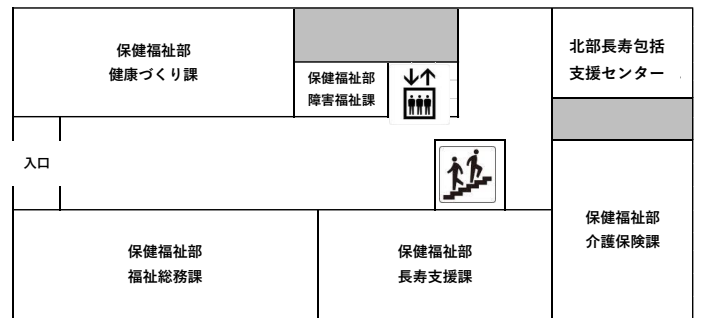 保健福祉部
健康づくり課
保健福祉部
障害福祉課
北部長寿包括
支援センター
入口
保健福祉部
福祉総務課
保健福祉部
長寿支援課
保健福祉部
介護保険課